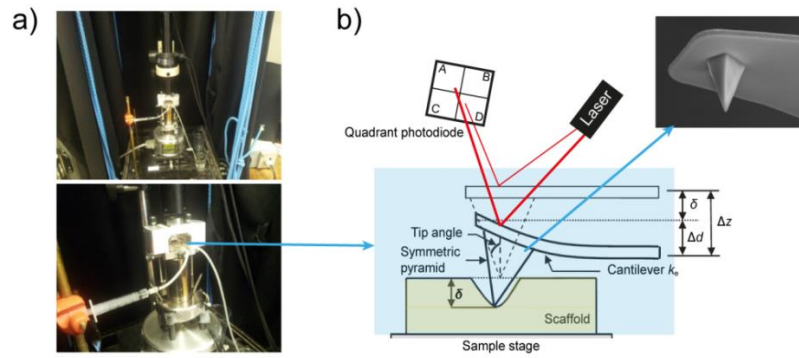 a)
b)
A
B
C
D
Quadrant photodiode
Laser
Tip angle
Symmetric
pyramid
δ
Δd
Δz
Cantilever kₑ
δ
Scaffold
Sample stage